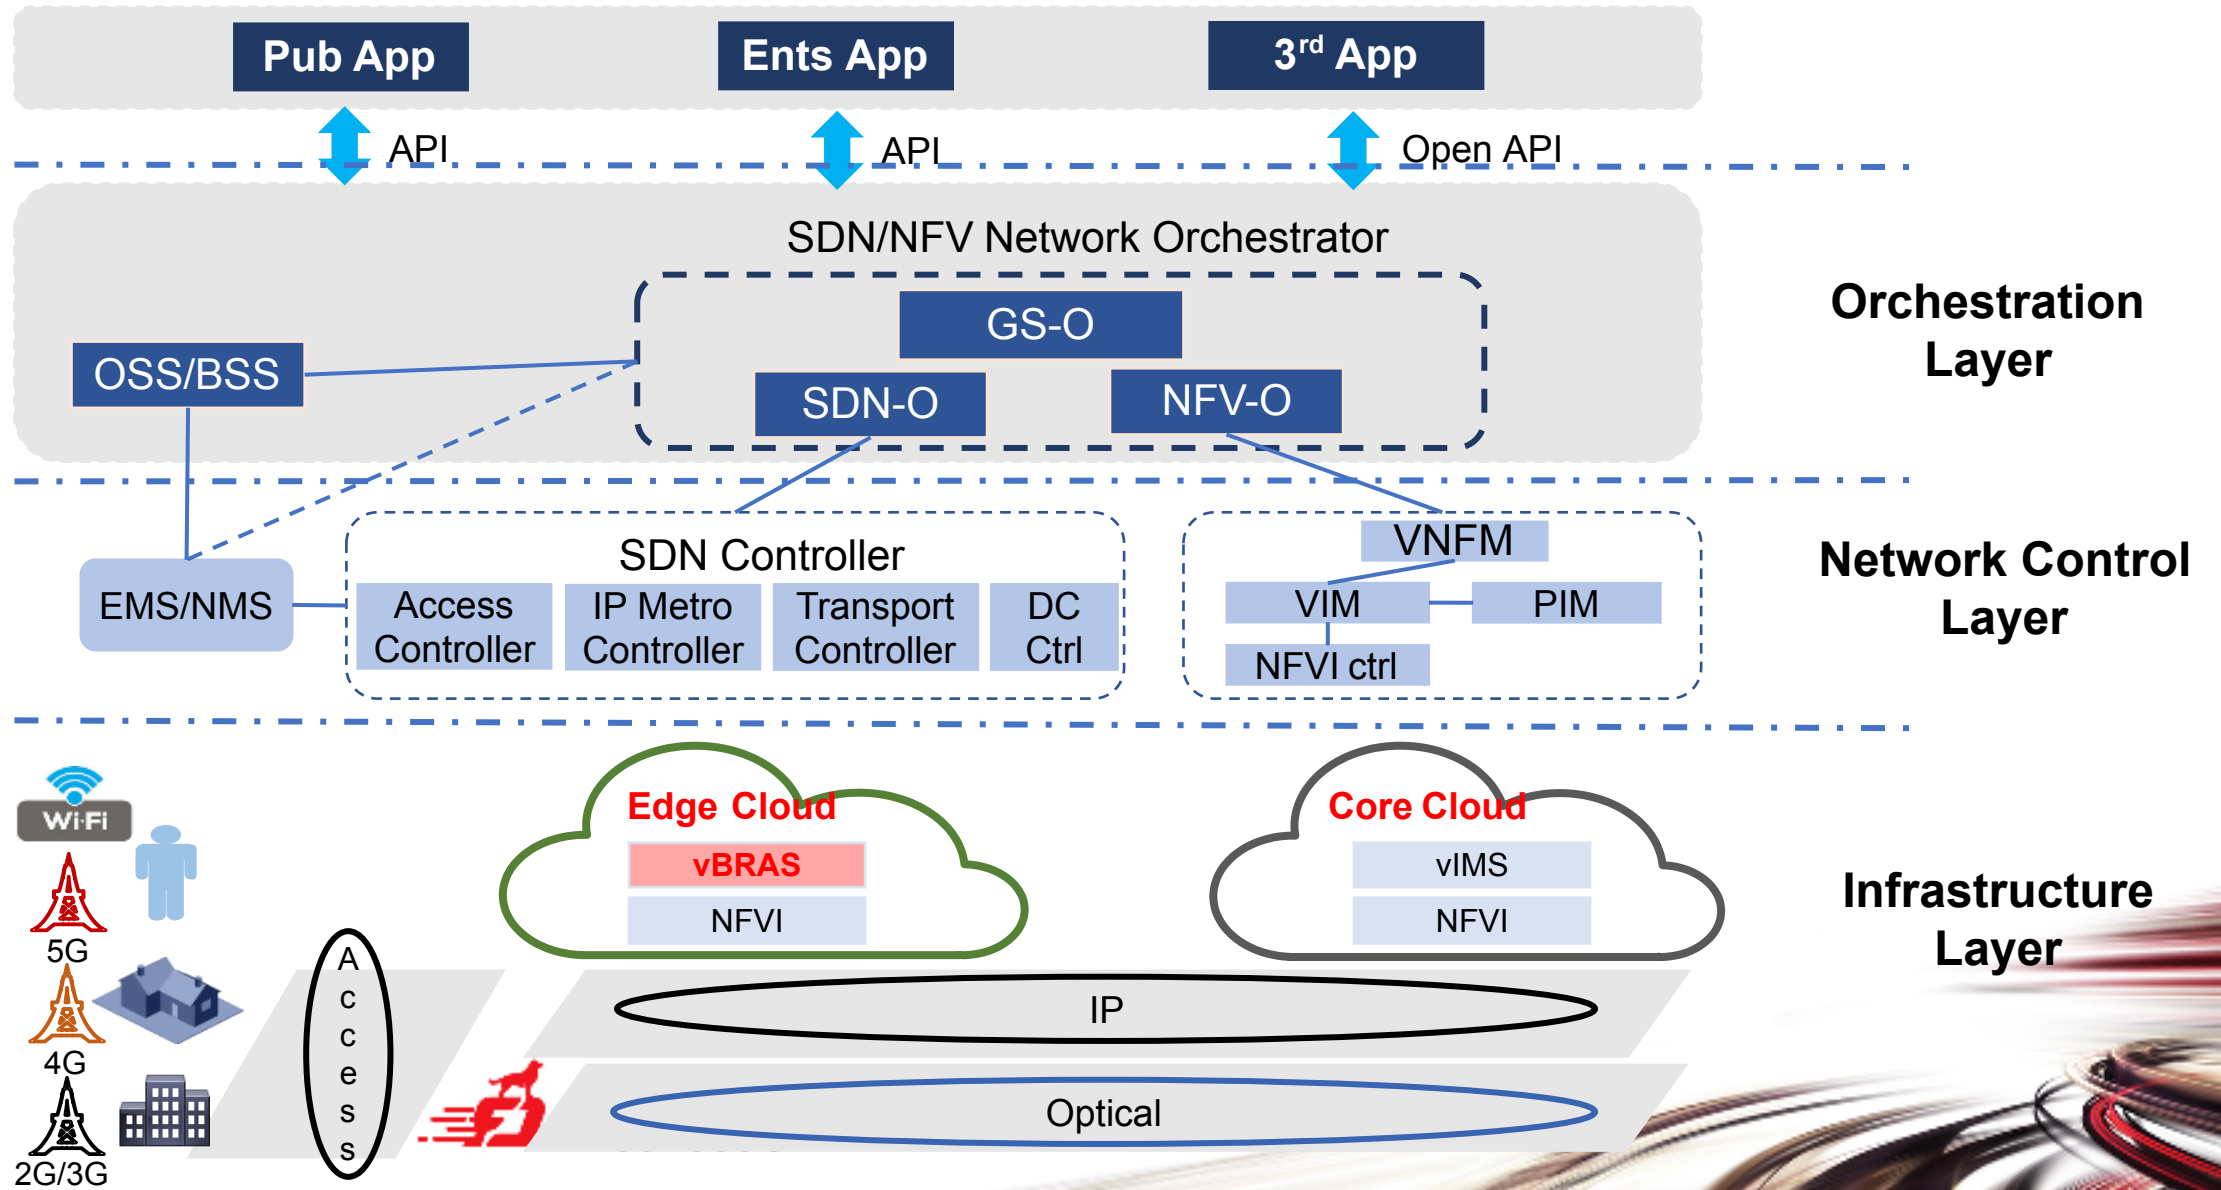 Pub App
Ents App
3rd App
API
API
Open API
SDN/NFV Network Orchestrator
GS-O
OSS/BSS
SDN-O
NFV-O
Orchestration
Layer
SDN Controller
EMS/NMS
Access
Controller
IP Metro
Controller
Transport
Controller
DC
Ctrl
VNFM
VIM
PIM
NFVI ctrl
Network Control
Layer
Wi-Fi
5G
4G
2G/3G
Access
Edge Cloud
vBRAS
NFVI
Core Cloud
vIMS
NFVI
IP
Optical
Infrastructure
Layer